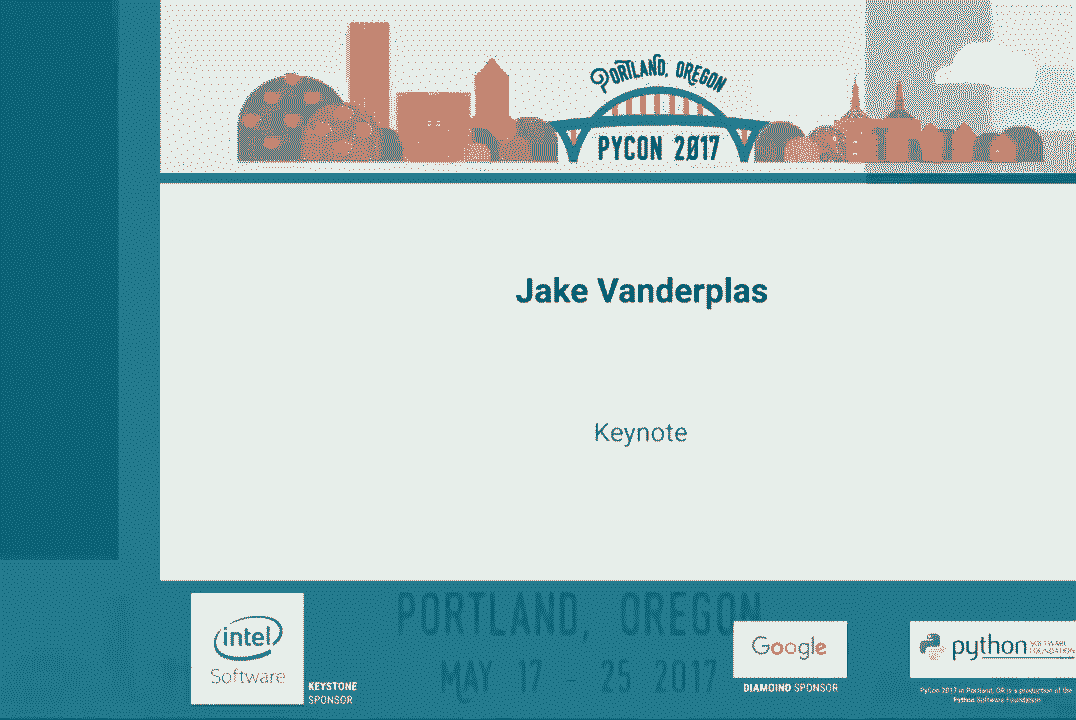 PORTLAND, OREGON
PYCON 2017
Jake Vanderplas
Keynote
PORTLAND, OREGON
MAY 17 - 25 2017
intel
Software
KEYSTONE
SPONSOR
Google
DIAMOND SPONSOR
python
SOFTWARE
FOUNDATION
PyCon 2017 in Portland, OR is a production of the
Python Software Foundation